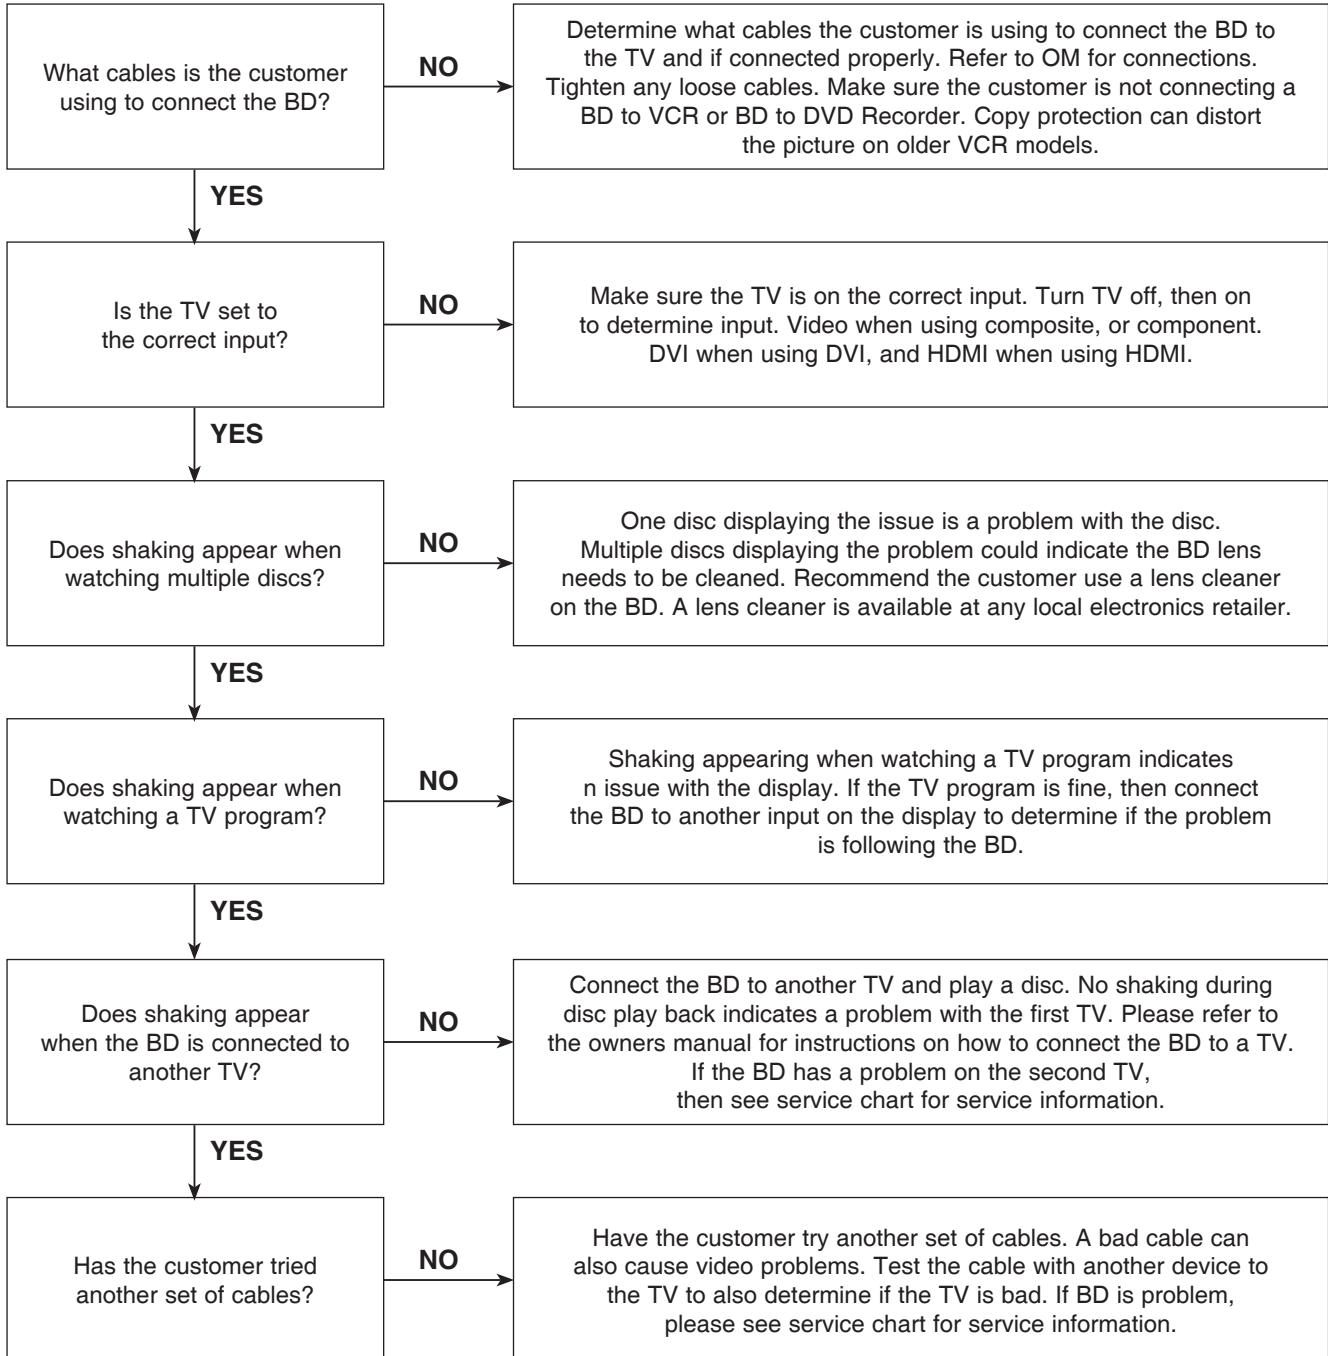 What cables is the customer
using to connect the BD?
NO
Determine what cables the customer is using to connect the BD to
the TV and if connected properly. Refer to OM for connections.
Tighten any loose cables. Make sure the customer is not connecting a
BD to VCR or BD to DVD Recorder. Copy protection can distort
the picture on older VCR models.
YES
Is the TV set to
the correct input?
NO
Make sure the TV is on the correct input. Turn TV off, then on
to determine input. Video when using composite, or component.
DVI when using DVI, and HDMI when using HDMI.
YES
Does shaking appear when
watching multiple discs?
NO
One disc displaying the issue is a problem with the disc.
Multiple discs displaying the problem could indicate the BD lens
needs to be cleaned. Recommend the customer use a lens cleaner
on the BD. A lens cleaner is available at any local electronics retailer.
YES
Does shaking appear when
watching a TV program?
NO
Shaking appearing when watching a TV program indicates
n issue with the display. If the TV program is fine, then connect
the BD to another input on the display to determine if the problem
is following the BD.
YES
Does shaking appear
when the BD is connected to
another TV?
NO
Connect the BD to another TV and play a disc. No shaking during
disc play back indicates a problem with the first TV. Please refer to
the owners manual for instructions on how to connect the BD to a TV.
If the BD has a problem on the second TV,
then see service chart for service information.
YES
Has the customer tried
another set of cables?
NO
Have the customer try another set of cables. A bad cable can
also cause video problems. Test the cable with another device to
the TV to also determine if the TV is bad. If BD is problem,
please see service chart for service information.